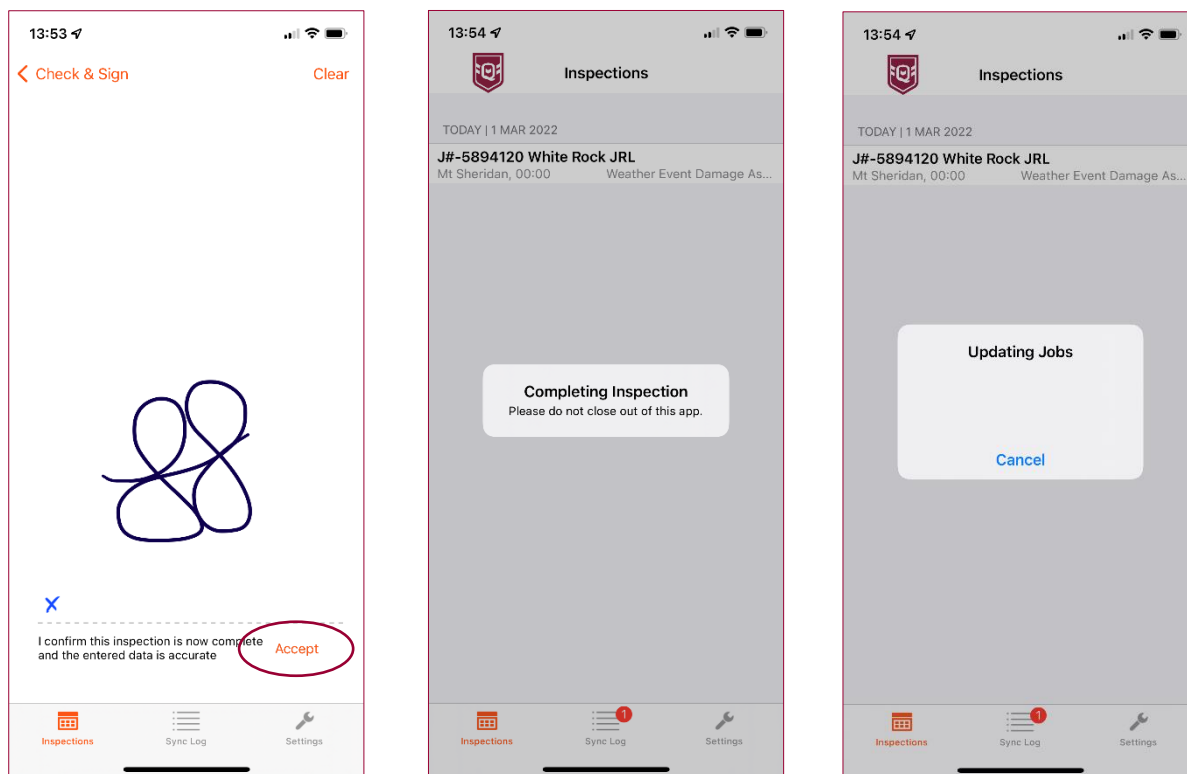 13:53
Check & Sign
Clear
X
I confirm this inspection is now complete
and the entered data is accurate
Accept
Inspections
Sync Log
Settings
13:54
Q
Inspections
TODAY | 1 MAR 2022
J#-5894120 White Rock JRL
Mt Sheridan, 00:00 Weather Event Damage As...
Completing Inspection
Please do not close out of this app.
1
Inspections
Sync Log
Settings
13:54
Q
Inspections
TODAY | 1 MAR 2022
J#-5894120 White Rock JRL
Mt Sheridan, 00:00 Weather Event Damage As...
Updating Jobs
Cancel
1
Inspections
Sync Log
Settings